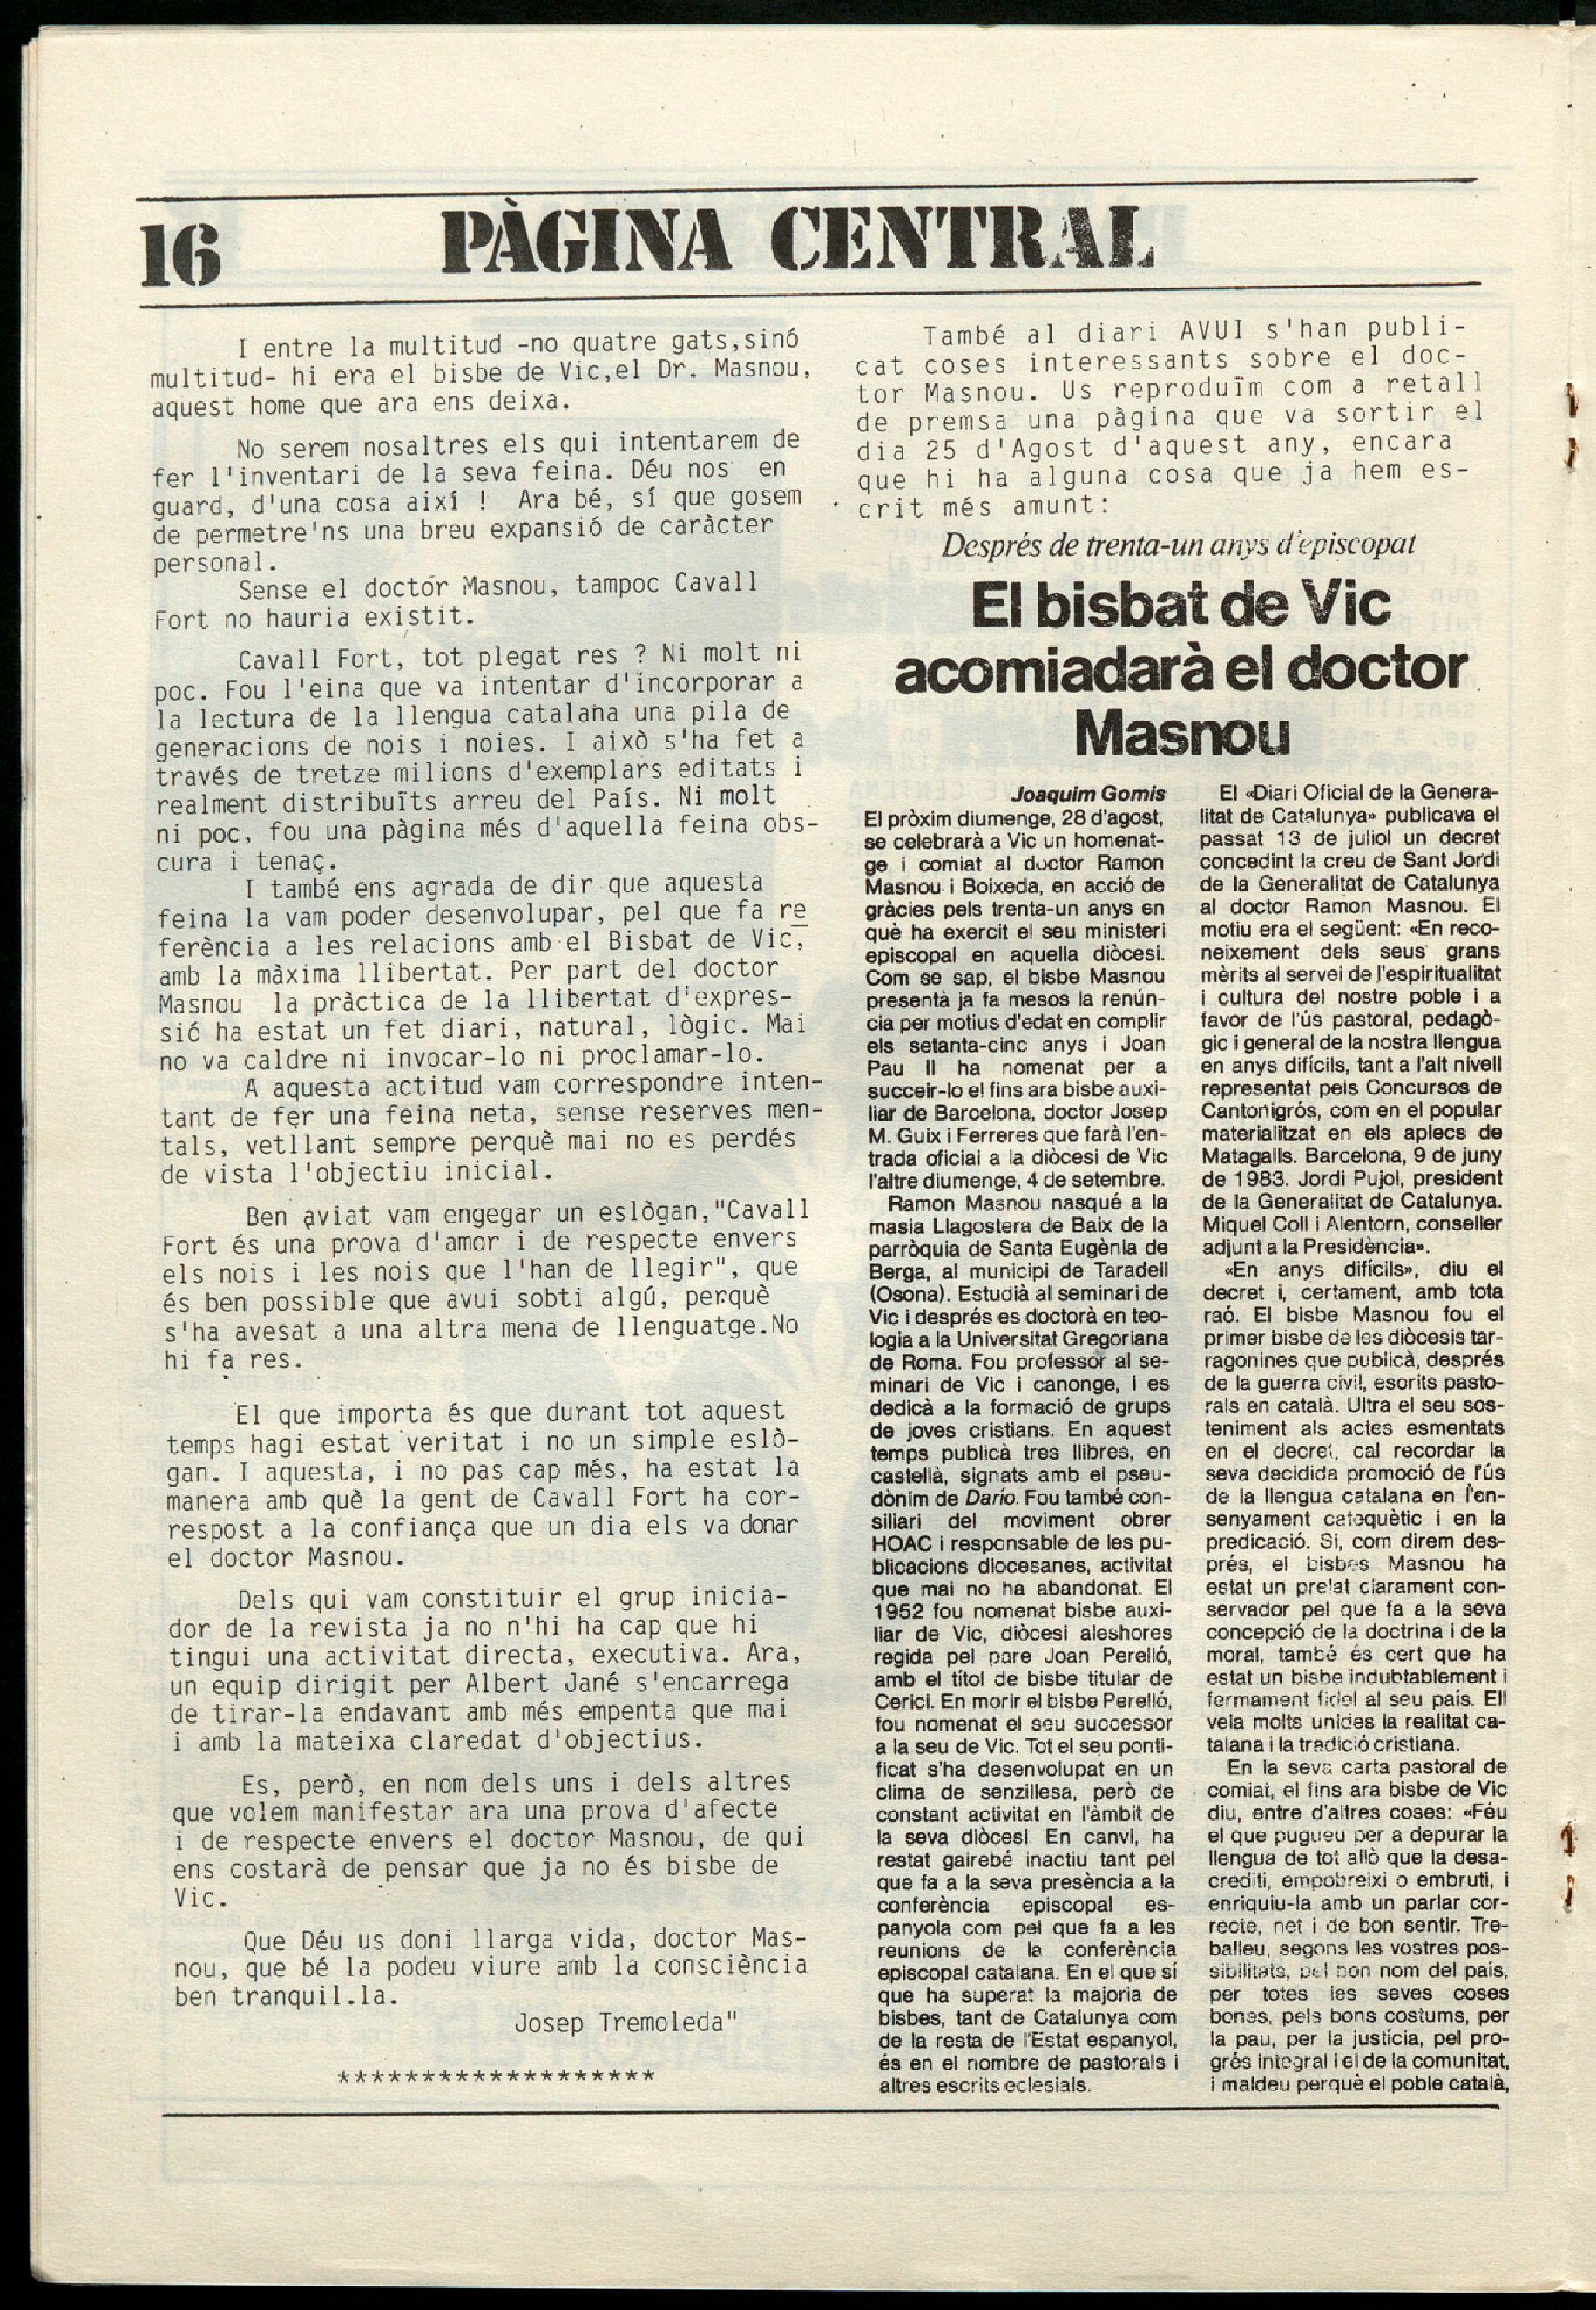 16
PÀGINA CENTRAL
I entre la multitud -no quatre gats,sinó
multitud- hi era el bisbe de Vic,el Dr. Masnou,
aquest home que ara ens deixa.
No serem nosaltres els qui intentarem de
fer l'inventari de la seva feina. Déu nos en
guard, d'una cosa així ! Ara bé, sí que gosem
de permetre'ns una breu expansió de caràcter
personal.
Sense el doctor Masnou, tampoc Cavall
Fort no hauria existit.
Cavall Fort, tot plegat res ? Ni molt ni
poc. Fou l'eina que va intentar d'incorporar a
la lectura de la llengua catalana una pila de
generacions de nois i noies. I això s'ha fet a
través de tretze milions d'exemplars editats i
realment distribuïts arreu del País. Ni molt
ni poc, fou una pàgina més d'aquella feina obs-
cura i tenaç.
I també ens agrada de dir que aquesta
feina la vam poder desenvolupar, pel que fa re
ferència a les relacions amb el Bisbat de Vic,
amb la màxima llibertat. Per part del doctor
Masnou la pràctica de la llibertat d'expres-
sió ha estat un fet diari, natural, lògic. Mai
no va caldre ni invocar-lo ni proclamar-lo.
A aquesta actitud vam correspondre inten-
tant de fer una feina neta, sense reserves men-
tals, vetllant sempre perquè mai no es perdés
de vista l'objectiu inicial.
Ben aviat vam engegar un eslògan,"Cavall
Fort és una prova d'amor i de respecte envers
els nois i les nois que l'han de llegir", que
és ben possible que avui sobti algú, perquè
s'ha avesat a una altra mena de llenguatge.No
hi fa res.
El que importa és que durant tot aquest
temps hagi estat veritat i no un simple eslò-
gan. I aquesta, i no pas cap més, ha estat la
manera amb què la gent de Cavall Fort ha cor-
respost a la confiança que un dia els va donar
el doctor Masnou.
Dels qui vam constituir el grup inicia-
dor de la revista ja no n'hi ha cap que hi
tingui una activitat directa, executiva. Ara,
un equip dirigit per Albert Jané s'encarrega
de tirar-la endavant amb més empenta que mai
i amb la mateixa claredat d'objectius.
Es, però, en nom dels uns i dels altres
que volem manifestar ara una prova d'afecte
i de respecte envers el doctor Masnou, de qui
ens costarà de pensar que ja no és bisbe de
Vic.
Que Déu us doni llarga vida, doctor Mas-
nou, que bé la podeu viure amb la consciència
ben tranquil.la.
Josep Tremoleda"
*******************
També al diari AVUI s'han publi-
cat coses interessants sobre el doc-
tor Masnou. Us reproduïm com a retall
de premsa una pàgina que va sortir el
dia 25 d'Agost d'aquest any, encara
que hi ha alguna cosa que ja hem es-
crit més amunt:
Després de trenta-un anys d'episcopat
El bisbat de Vic
acomiadarà el doctor
Masnou
Joaquim Gomis
El pròxim diumenge, 28 d'agost,
se celebrarà a Vic un homenat-
ge i comiat al doctor Ramon
Masnou i Boixeda, en acció de
gràcies pels trenta-un anys en
què ha exercit el seu ministeri
episcopal en aquella diòcesi.
Com se sap, el bisbe Masnou
presentà ja fa mesos la renún-
cia per motius d'edat en complir
els setanta-cinc anys i Joan
Pau II ha nomenat per a
succeir-lo el fins ara bisbe auxi-
liar de Barcelona, doctor Josep
M. Guix i Ferreres que farà l'en-
trada oficial a la diòcesi de Vic
l'altre diumenge, 4 de setembre.
Ramon Masnou nasqué a la
masia Llagostera de Baix de la
parròquia de Santa Eugènia de
Berga, al municipi de Taradell
(Osona). Estudià al seminari de
Vic i després es doctorà en teo-
logia a la Universitat Gregoriana
de Roma. Fou professor al se-
minari de Vic i canonge, i es
dedicà a la formació de grups
de joves cristians. En aquest
temps publicà tres llibres, en
castellà, signats amb el pseu-
dònim de Darío. Fou també con-
siliari del moviment obrer
HOAC i responsable de les pu-
blicacions diocesanes, activitat
que mai no ha abandonat. El
1952 fou nomenat bisbe auxi-
liar de Vic, diòcesi aleshores
regida pel pare Joan Perelló,
amb el títol de bisbe titular de
Cerici. En morir el bisbe Perelló,
fou nomenat el seu successor
a la seu de Vic. Tot el seu ponti-
ficat s'ha desenvolupat en un
clima de senzillesa, però de
constant activitat en l'àmbit de
la seva diòcesi. En canvi, ha
restat gairebé inactiu tant pel
que fa a la seva presència a la
conferència episcopal es-
panyola com pel que fa a les
reunions de la conferència
episcopal catalana. En el que sí
que ha superat la majoria de
bisbes, tant de Catalunya com
de la resta de l'Estat espanyol,
és en el nombre de pastorals i
altres escrits eclesials.
El «Diari Oficial de la Genera-
litat de Catalunya» publicava el
passat 13 de juliol un decret
concedint la creu de Sant Jordi
de la Generalitat de Catalunya
al doctor Ramon Masnou. El
motiu era el següent: «En reco-
neixement dels seus grans
mèrits al servei de l'espiritualitat
i cultura del nostre poble i a
favor de l'ús pastoral, pedagò-
gic i general de la nostra llengua
en anys difícils, tant a l'alt nivell
representat pels Concursos de
Cantonigrós, com en el popular
materialitzat en els aplecs de
Matagalls. Barcelona, 9 de juny
de 1983. Jordi Pujol, president
de la Generalitat de Catalunya.
Miquel Coll i Alentorn, conseller
adjunt a la Presidència».
«En anys difícils», diu el
decret i, certament, amb tota
raó. El bisbe Masnou fou el
primer bisbe de les diòcesis tar-
ragonines que publicà, després
de la guerra civil, escrits pasto-
rals en català. Ultra el seu sos-
teniment als actes esmentats
en el decret, cal recordar la
seva decidida promoció de l'ús
de la llengua catalana en l'en-
senyament catequètic i en la
predicació. Si, com direm des-
prés, el bisbes Masnou ha
estat un prelat clarament con-
servador pel que fa a la seva
concepció de la doctrina i de la
moral, també és cert que ha
estat un bisbe indubtablement i
fermament fidel al seu país. Ell
veia molts unides la realitat ca-
talana i la tradició cristiana.
En la seva carta pastoral de
comiat, el fins ara bisbe de Vic
diu, entre d'altres coses: «Féu
el que pugueu per a depurar la
llengua de tot allò que la desa-
crediti, empobreixi o embruti, i
enriquiu-la amb un parlar cor-
recte, net i de bon sentir. Tre-
balleu, segons les vostres pos-
sibilitats, pel bon nom del país,
per totes les seves coses
bones, pels bons costums, per
la pau, per la justícia, pel pro-
grés integral i el de la comunitat,
i maldeu perquè el poble català,